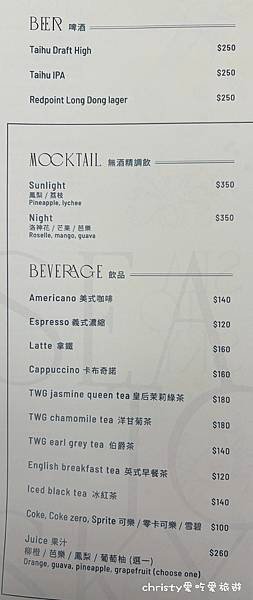 BEER 啤酒
Taihu Draft High $250
Taihu IPA $250
Redpoint Long Dong lager $250
MOCKTAIL 無酒精調飲
Sunlight $350
鳳梨 / 荔枝
Pineapple, lychee
Night $350
洛神花 / 芒果 / 芭樂
Roselle, mango, guava
BEVERAGE 飲品
Americano 美式咖啡 $140
Espresso 義式濃縮 $120
Latte 拿鐵 $160
Cappuccino 卡布奇諾 $160
TWG jasmine queen tea 皇后茉莉綠茶 $180
TWG chamomile tea 洋甘菊茶 $180
TWG earl grey tea 伯爵茶 $140
English breakfast tea 英式早餐茶 $120
Iced black tea 冰紅茶 $140
Coke, Coke zero, Sprite 可樂 / 零卡可樂 / 雪碧 $100
Juice 果汁 $260
柳橙 / 芭樂 / 鳳梨 / 葡萄柚 (選一)
Orange, guava, pineapple, grapefruit (choose one)
christy愛吃愛旅遊